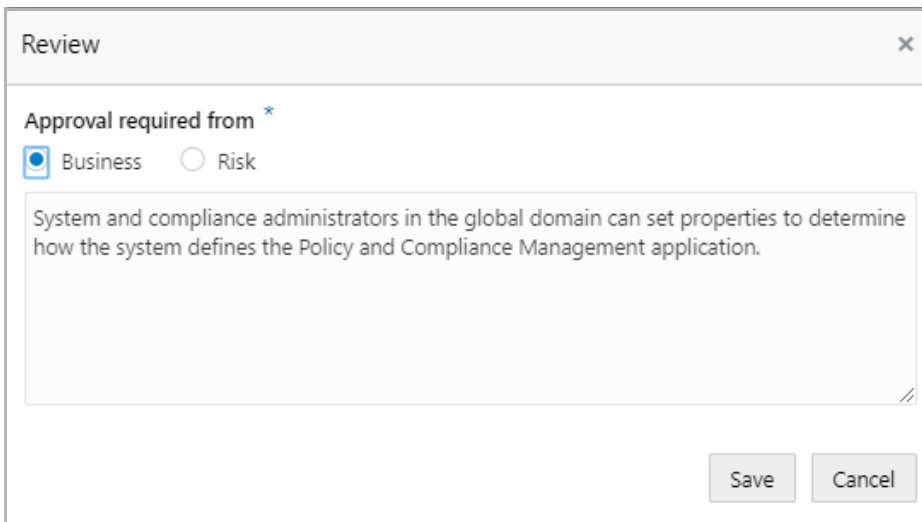 Review ×
Approval required from *
Business Risk
System and compliance administrators in the global domain can set properties to determine
how the system defines the Policy and Compliance Management application.
Save Cancel